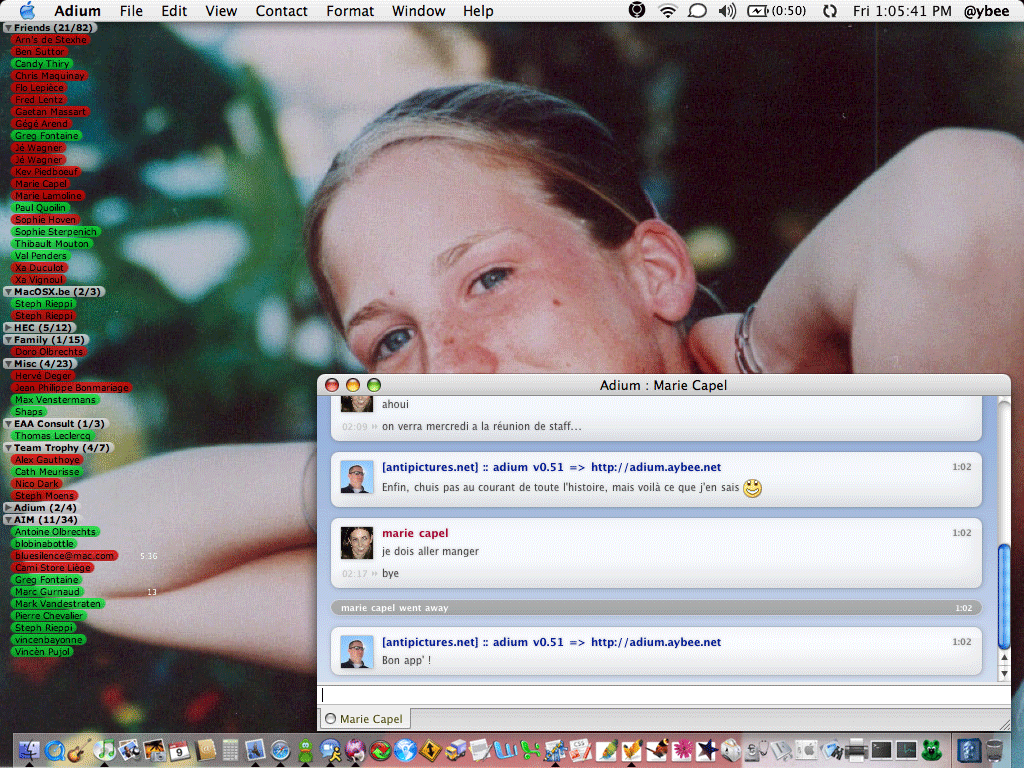 Adium File Edit View Contact Format Window Help (0:50) Fri 1:05:41 PM @ybee
Friends (21/82)
Arn's de Stexhe
Ben Suttor
Candy Thiry
Chris Maquinay
Flo Lepièce
Fred Lentz
Gaetan Massart
Gégé Arend
Greg Fontaine
Jé Wagner
Jé Wagner
Kev Piedboeuf
Marie Capel
Marie Lamoline
Paul Quoilin
Sophie Hoven
Sophie Sterpenich
Thibault Mouton
Val Penders
Xa Duculot
Xa Vignoul
MacOSX.be (2/3)
Steph Rieppi
Steph Rieppi
HEC (5/12)
Family (1/15)
Doro Olbrechts
Misc (4/23)
Hervé Deger
Jean Philippe Bonmariage
Max Venstermans
Shaps
EAA Consult (1/3)
Thomas Leclercq
Team Trophy (4/7)
Alex Gauthoye
Cath Meurisse
Nico Dark
Steph Moens
Adium (2/4)
AIM (11/34)
Antoine Olbrechts
blobinabottle
bluesilence@mac.com 5:36
Cami Store Liège
Greg Fontaine
Marc Gurnaud 13
Mark Vandestraten
Pierre Chevalier
Steph Rieppi
vincenbayonne
Vincèn Pujol
Adium : Marie Capel
ahoui
02:09 » on verra mercredi a la réunion de staff...
[antipictures.net] :: adium v0.51 => http://adium.aybee.net 1:02
Enfin, chuis pas au courant de toute l'histoire, mais voilà ce que j'en sais
marie capel 1:02
je dois aller manger
02:17 » bye
marie capel went away 1:02
[antipictures.net] :: adium v0.51 => http://adium.aybee.net 1:02
Bon app' !
Marie Capel
9